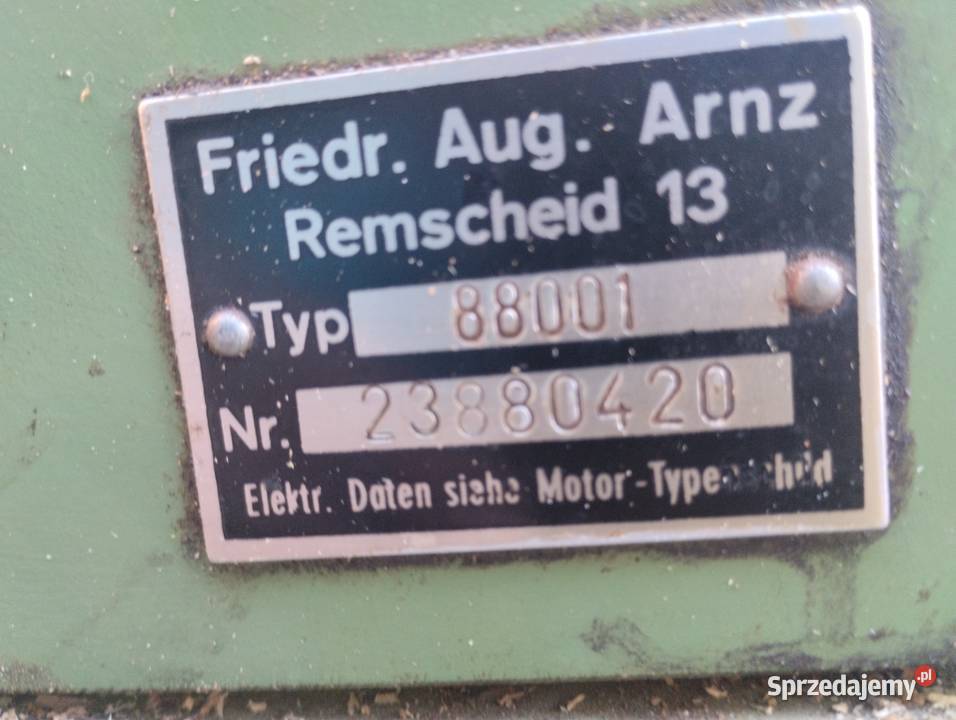 Friedr. Aug. Arnz
Remscheid 13
Typ 88001
Nr. 23880420
Elektr. Daten siehe Motor-Typenschild
Sprzedajemy.pl